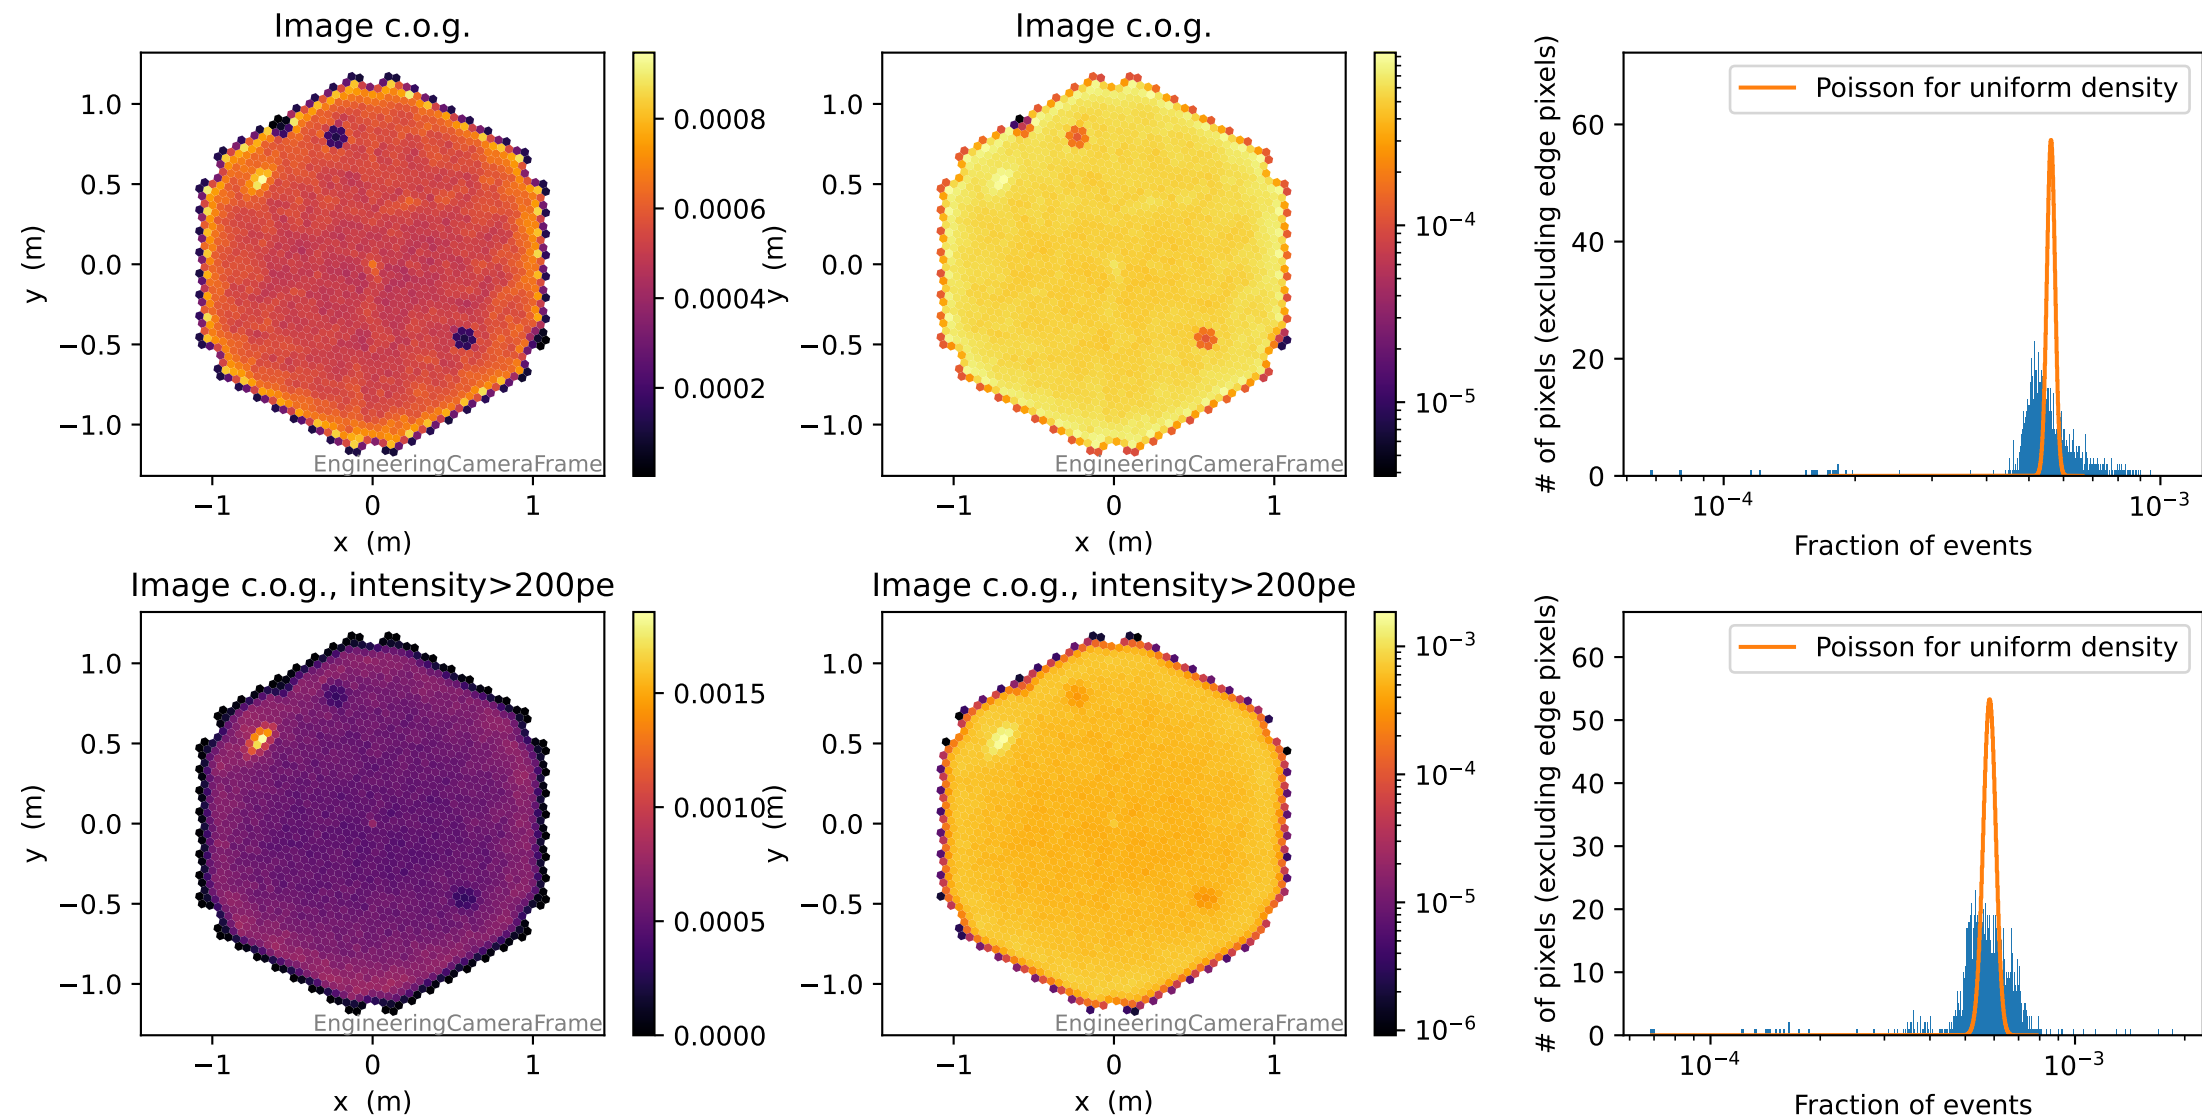 Image c.o.g.
1.0
0.5
0.0
−0.5
−1.0
y (m)
−1
0
1
x (m)
EngineeringCameraFrame
0.0008
0.0006
0.0004
0.0002
Image c.o.g.
1.0
0.5
0.0
−0.5
−1.0
y (m)
−1
0
1
x (m)
EngineeringCameraFrame
10⁻⁴
10⁻⁵
# of pixels (excluding edge pixels)
60
40
20
0
Poisson for uniform density
10⁻⁴
10⁻³
Fraction of events
Image c.o.g., intensity>200pe
1.0
0.5
0.0
−0.5
−1.0
y (m)
−1
0
1
x (m)
EngineeringCameraFrame
0.0015
0.0010
0.0005
0.0000
Image c.o.g., intensity>200pe
1.0
0.5
0.0
−0.5
−1.0
y (m)
−1
0
1
x (m)
EngineeringCameraFrame
10⁻³
10⁻⁴
10⁻⁵
10⁻⁶
# of pixels (excluding edge pixels)
60
50
40
30
20
10
0
Poisson for uniform density
10⁻⁴
10⁻³
Fraction of events